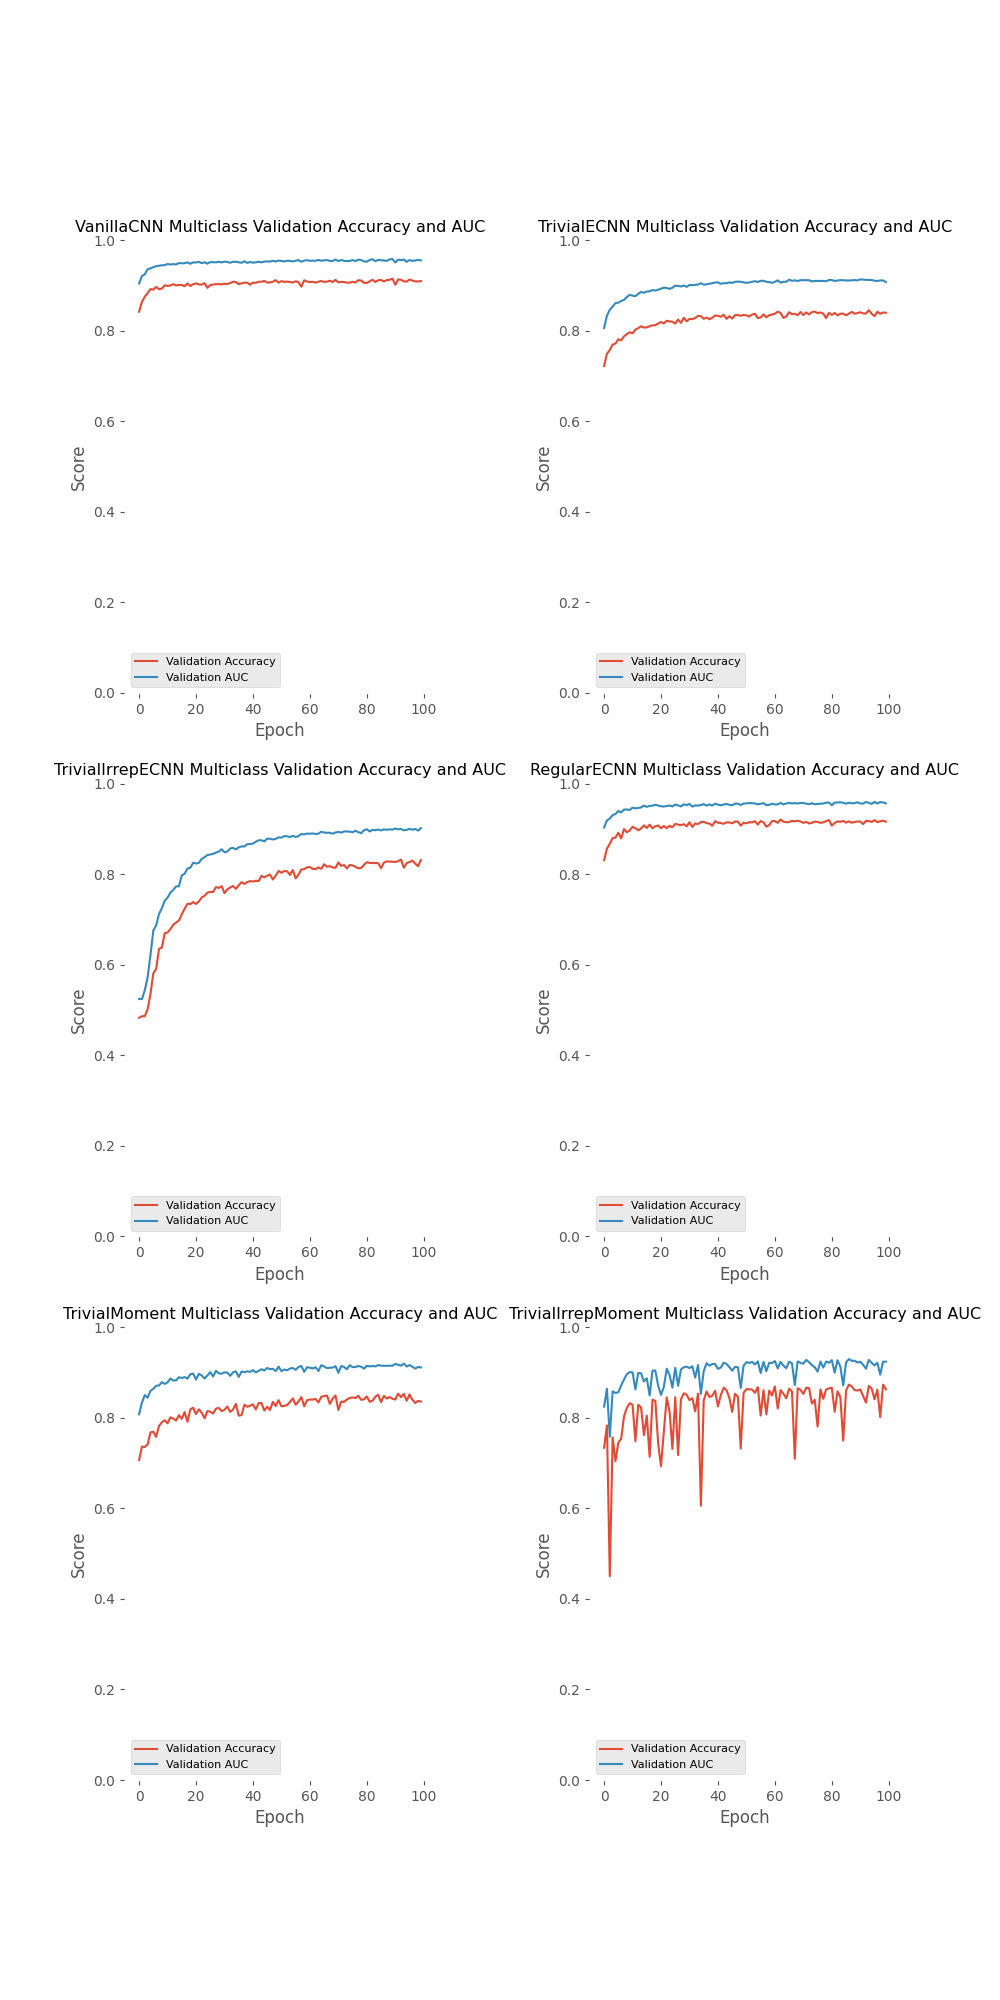 VanillaCNN Multiclass Validation Accuracy and AUC
1.0
0.8
0.6
0.4
0.2
0.0
Score
Validation Accuracy
Validation AUC
0 20 40 60 80 100
Epoch
TrivialECNN Multiclass Validation Accuracy and AUC
1.0
0.8
0.6
0.4
0.2
0.0
Score
Validation Accuracy
Validation AUC
0 20 40 60 80 100
Epoch
TrivialIrrepECNN Multiclass Validation Accuracy and AUC
1.0
0.8
0.6
0.4
0.2
0.0
Score
Validation Accuracy
Validation AUC
0 20 40 60 80 100
Epoch
RegularECNN Multiclass Validation Accuracy and AUC
1.0
0.8
0.6
0.4
0.2
0.0
Score
Validation Accuracy
Validation AUC
0 20 40 60 80 100
Epoch
TrivialMoment Multiclass Validation Accuracy and AUC
1.0
0.8
0.6
0.4
0.2
0.0
Score
Validation Accuracy
Validation AUC
0 20 40 60 80 100
Epoch
TrivialIrrepMoment Multiclass Validation Accuracy and AUC
1.0
0.8
0.6
0.4
0.2
0.0
Score
Validation Accuracy
Validation AUC
0 20 40 60 80 100
Epoch